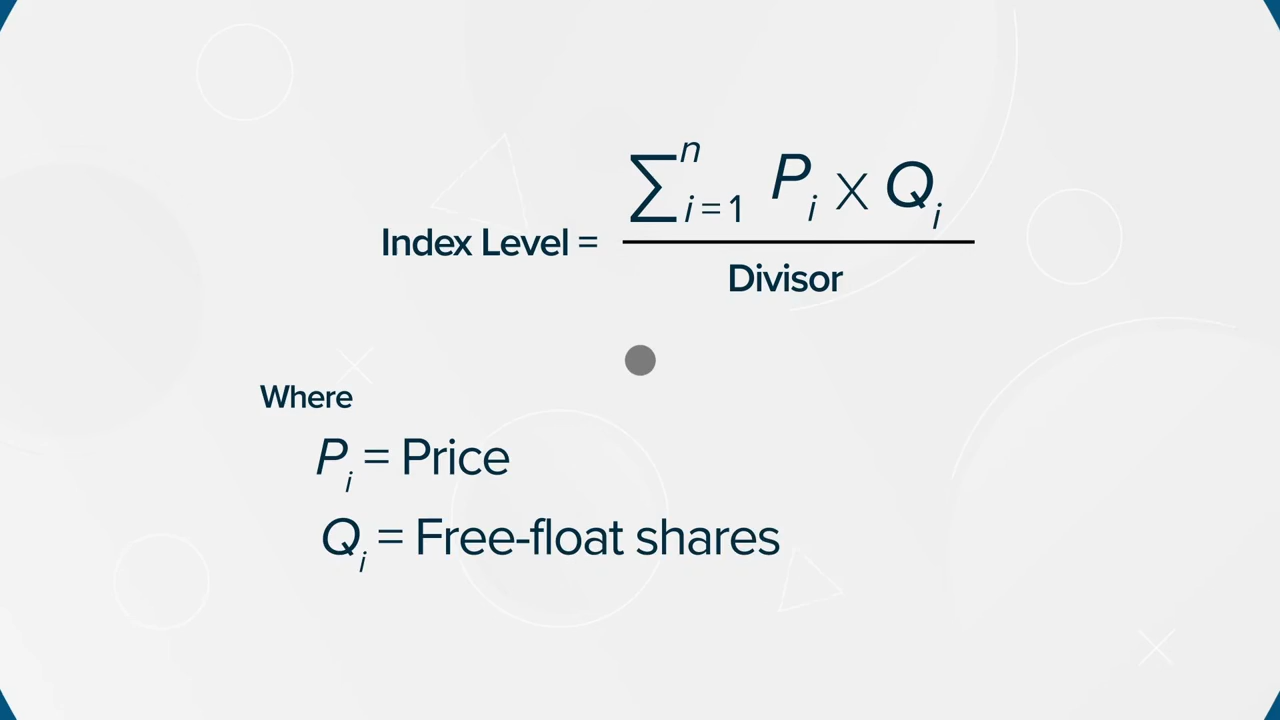 Index Level = ∑ⁿᵢ₌₁ Pᵢ X Qᵢ
Divisor
Where
Pᵢ = Price
Qᵢ = Free-float shares